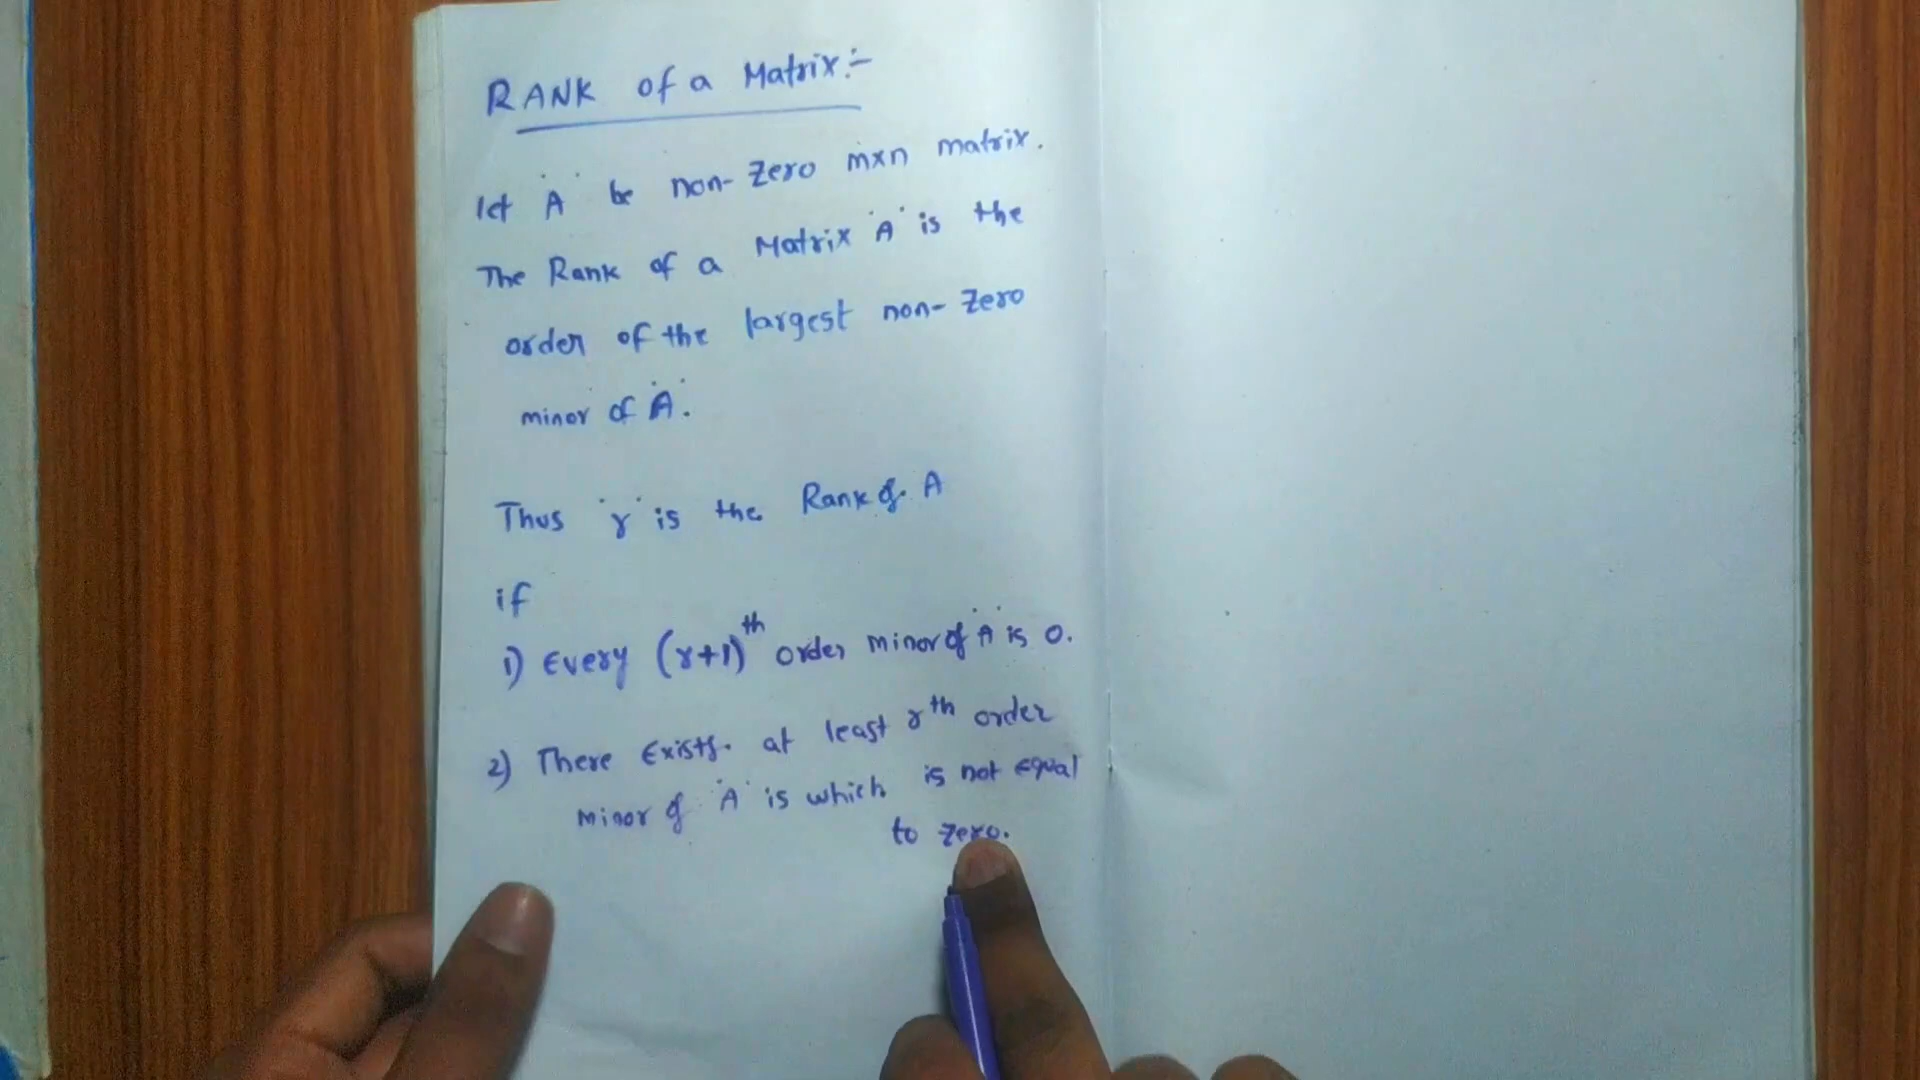 RANK of a Matrix:-
let 'A' be non-zero mxn matrix.
The Rank of a Matrix 'A' is the
order of the largest non-zero
minor of 'A'.
Thus 'r' is the Rank of A
if
1) Every (r+1)th order minor of 'A' is 0.
2) There Exists. at least rth order
minor of 'A' is which is not equal
to zero.